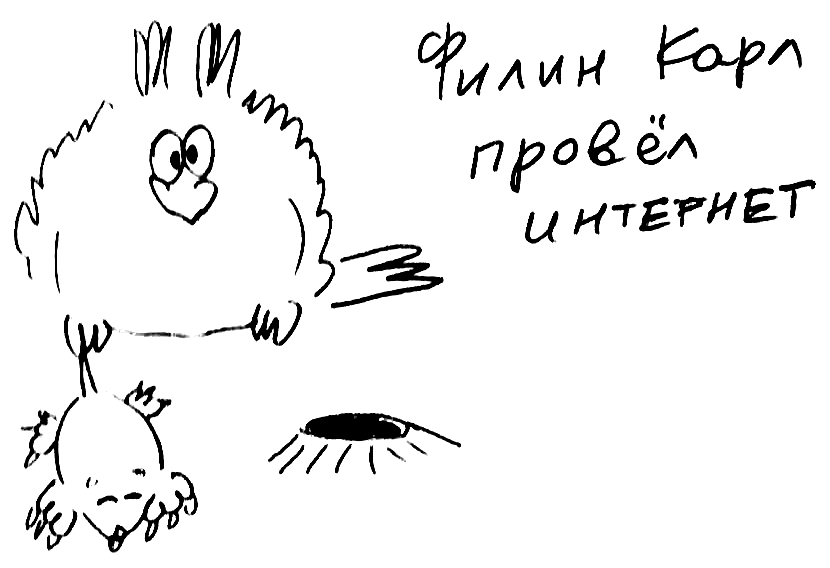 Филин Карл
провёл
интернет